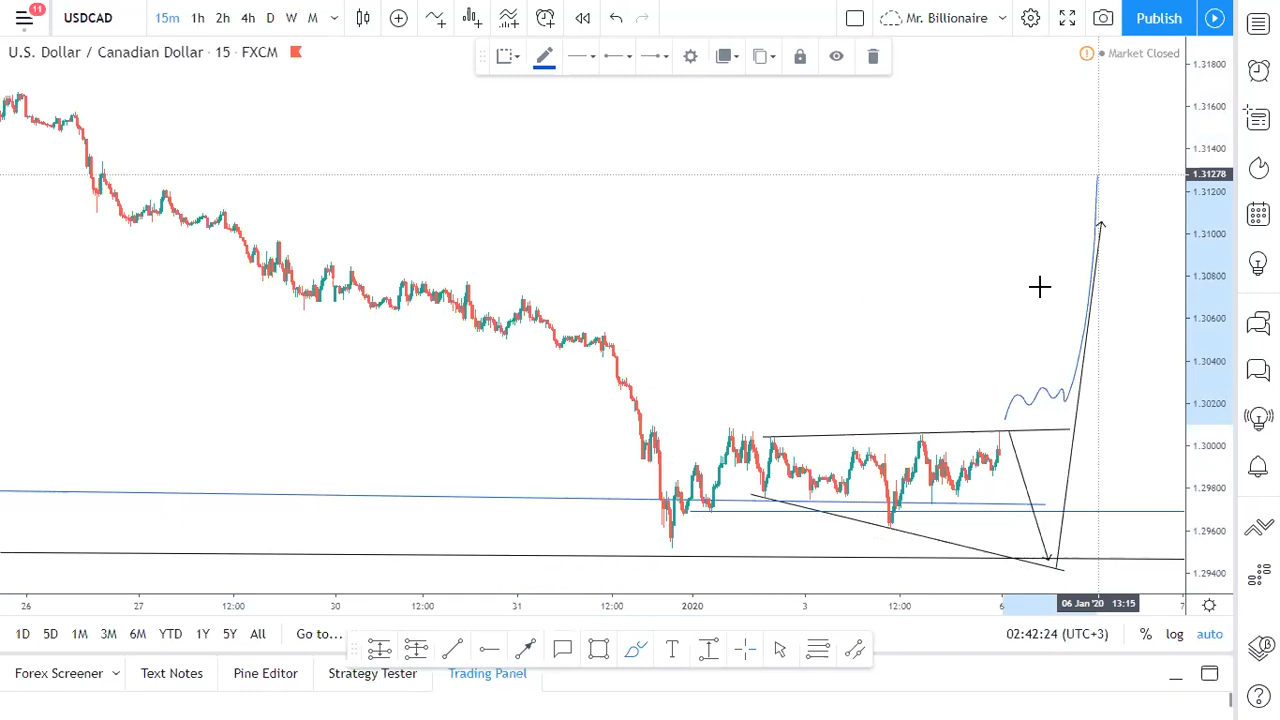 11
USDCAD 15m 1h 2h 4h D W M Mr. Billionaire Publish
U.S. Dollar / Canadian Dollar · 15 · FXCM
Market Closed
1.31800
1.31600
1.31400
1.31278
1.31200
1.31000
1.30800
1.30600
1.30400
1.30200
1.30000
1.29800
1.29600
1.29400
26 27 12:00 30 12:00 31 12:00 2020 3 12:00 6 06 Jan '20 13:15 7
1D 5D 1M 3M 6M YTD 1Y 5Y All Go to... 02:42:24 (UTC+3) % log auto
T
Forex Screener Text Notes Pine Editor Strategy Tester Trading Panel